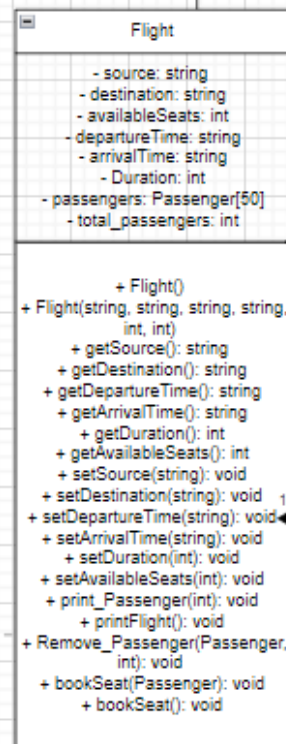 Flight
- source: string
- destination: string
- availableSeats: int
- departureTime: string
- arrivalTime: string
- Duration: int
- passengers: Passenger[50]
- total_passengers: int
+ Flight()
+ Flight(string, string, string, string,
int, int)
+ getSource(): string
+ getDestination(): string
+ getDepartureTime(): string
+ getArrivalTime(): string
+ getDuration(): int
+ getAvailableSeats(): int
+ setSource(string): void
+ setDestination(string): void 1
+ setDepartureTime(string): void
+ setArrivalTime(string): void
+ setDuration(int): void
+ setAvailableSeats(int): void
+ print_Passenger(int): void
+ printFlight(): void
+ Remove_Passenger(Passenger,
int): void
+ bookSeat(Passenger): void
+ bookSeat(): void